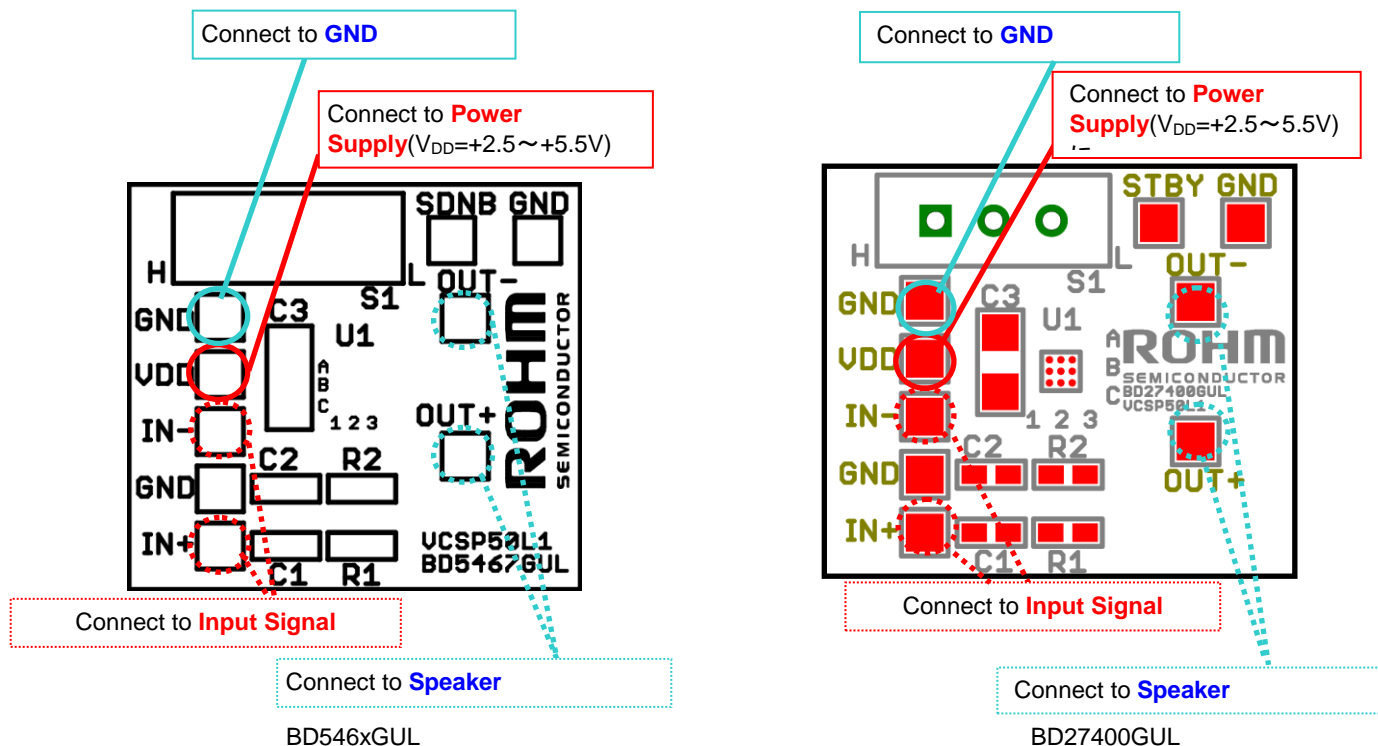 Connect to GND
Connect to Power
Supply(VDD=+2.5～+5.5V)
SDNB GND
H
L
S1
OUT-
GND
C3
U1
VDD
A
B
C
1 2 3
IN-
OUT+
ROHM
SEMICONDUCTOR
C2
R2
GND
IN+
C1
R1
VCSP50L1
BD5467GUL
Connect to Input Signal
Connect to Speaker
BD546xGUL
Connect to GND
Connect to Power
Supply(VDD=+2.5～5.5V)
STBY GND
H
L
S1
OUT-
GND
C3
U1
VDD
A
B
C
ROHM
SEMICONDUCTOR
BD27400GUL
VCSP50L1
IN-
1 2 3
C2
R2
GND
OUT+
IN+
C1
R1
Connect to Input Signal
Connect to Speaker
BD27400GUL